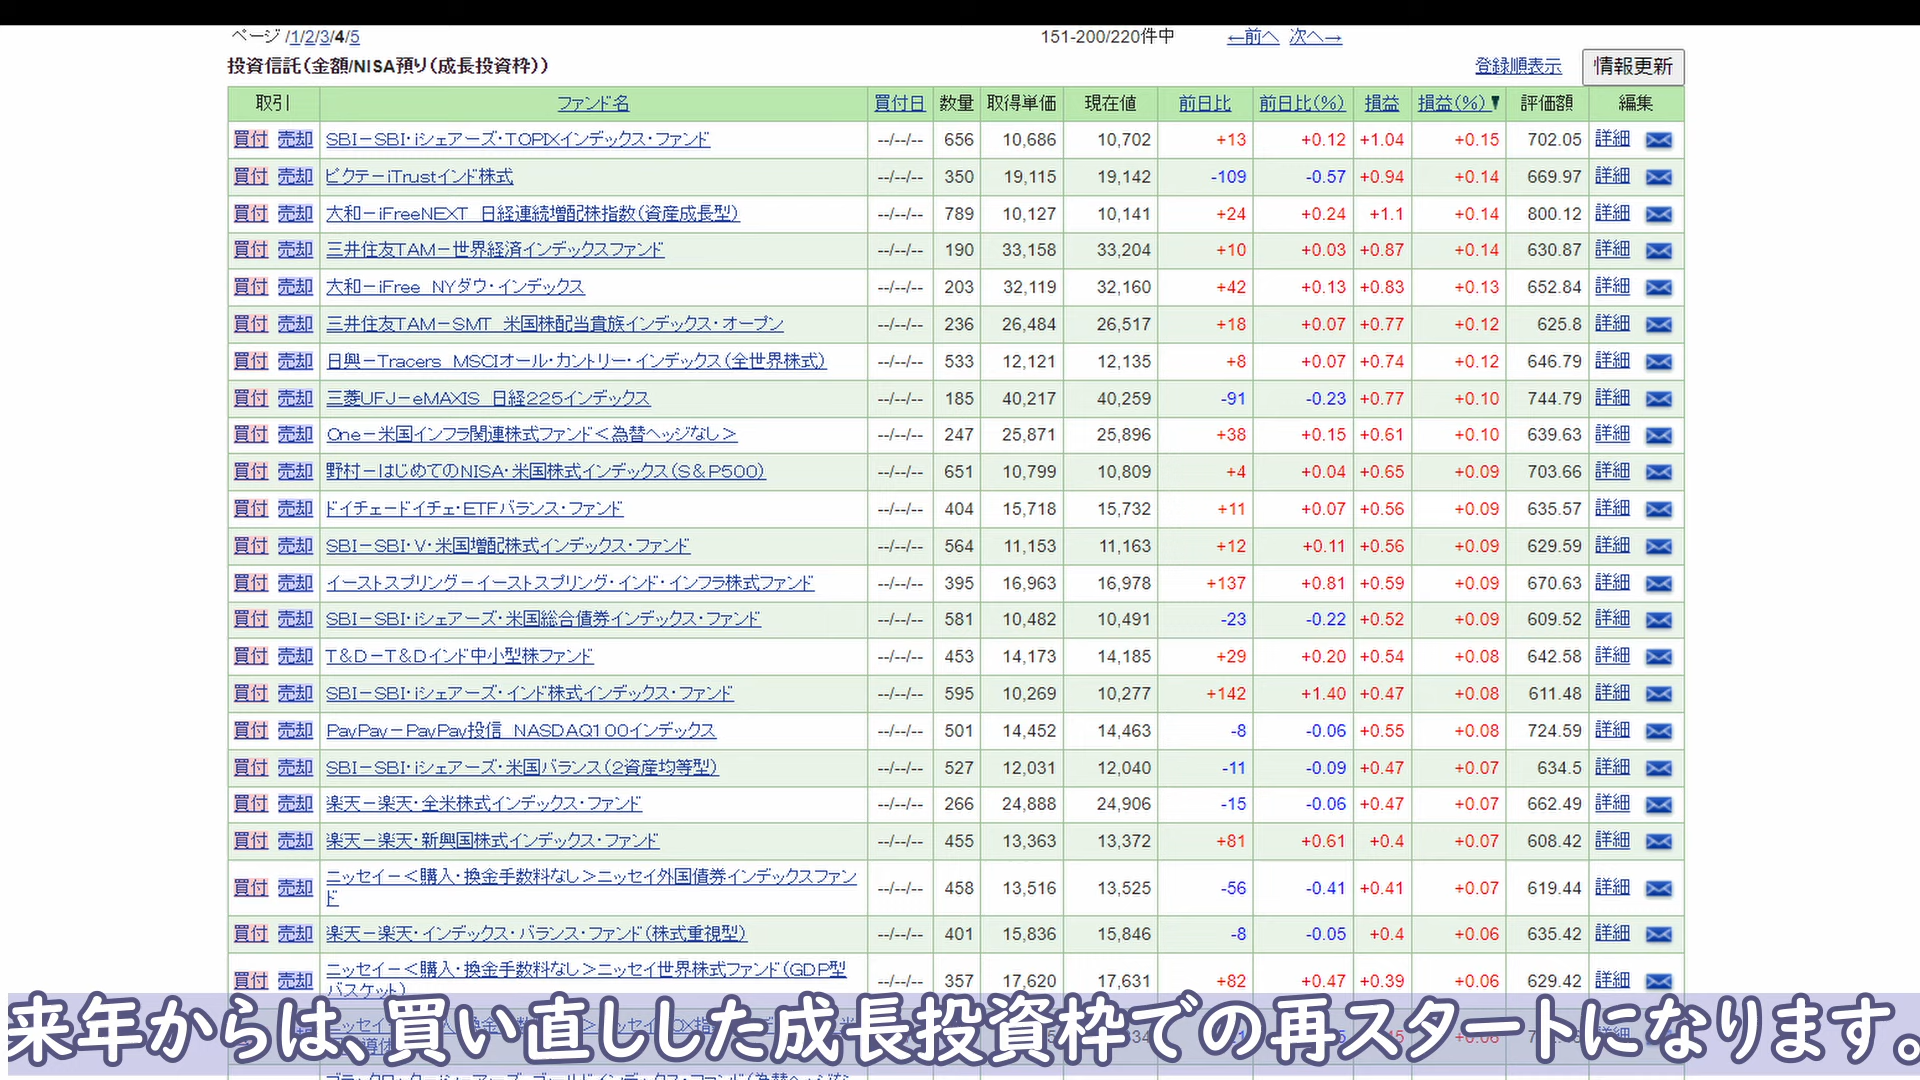 ページ /1/2/3/4/5 151-200/220件中 ←前へ 次へ→
投資信託(金額/NISA預り(成長投資枠)) 登録順表示 情報更新
取引 ファンド名 買付日 数量 取得単価 現在値 前日比 前日比(%) 損益 損益(%)▼ 評価額 編集
買付 売却 SBI-SBI・iシェアーズ・TOPIXインデックス・ファンド --/--/-- 656 10,686 10,702 +13 +0.12 +1.04 +0.15 702.05 詳細
買付 売却 ピクテ-iTrustインド株式 --/--/-- 350 19,115 19,142 -109 -0.57 +0.94 +0.14 669.97 詳細
買付 売却 大和-iFreeNEXT 日経連続増配株指数(資産成長型) --/--/-- 789 10,127 10,141 +24 +0.24 +1.1 +0.14 800.12 詳細
買付 売却 三井住友TAM-世界経済インデックスファンド --/--/-- 190 33,158 33,204 +10 +0.03 +0.87 +0.14 630.87 詳細
買付 売却 大和-iFree NYダウ・インデックス --/--/-- 203 32,119 32,160 +42 +0.13 +0.83 +0.13 652.84 詳細
買付 売却 三井住友TAM-SMT 米国株配当貴族インデックス・オープン --/--/-- 236 26,484 26,517 +18 +0.07 +0.77 +0.12 625.8 詳細
買付 売却 日興-Tracers MSCIオール・カントリー・インデックス(全世界株式) --/--/-- 533 12,121 12,135 +8 +0.07 +0.74 +0.12 646.79 詳細
買付 売却 三菱UFJ-eMAXIS 日経225インデックス --/--/-- 185 40,217 40,259 -91 -0.23 +0.77 +0.10 744.79 詳細
買付 売却 One-米国インフラ関連株式ファンド<為替ヘッジなし> --/--/-- 247 25,871 25,896 +38 +0.15 +0.61 +0.10 639.63 詳細
買付 売却 野村-はじめてのNISA・米国株式インデックス(S&P500) --/--/-- 651 10,799 10,809 +4 +0.04 +0.65 +0.09 703.66 詳細
買付 売却 ドイチェ-ドイチェ・ETFバランス・ファンド --/--/-- 404 15,718 15,732 +11 +0.07 +0.56 +0.09 635.57 詳細
買付 売却 SBI-SBI・V・米国増配株式インデックス・ファンド --/--/-- 564 11,153 11,163 +12 +0.11 +0.56 +0.09 629.59 詳細
買付 売却 イーストスプリング-イーストスプリング・インド・インフラ株式ファンド --/--/-- 395 16,963 16,978 +137 +0.81 +0.59 +0.09 670.63 詳細
買付 売却 SBI-SBI・iシェアーズ・米国総合債券インデックス・ファンド --/--/-- 581 10,482 10,491 -23 -0.22 +0.52 +0.09 609.52 詳細
買付 売却 T&D-T&Dインド中小型株ファンド --/--/-- 453 14,173 14,185 +29 +0.20 +0.54 +0.08 642.58 詳細
買付 売却 SBI-SBI・iシェアーズ・インド株式インデックス・ファンド --/--/-- 595 10,269 10,277 +142 +1.40 +0.47 +0.08 611.48 詳細
買付 売却 PayPay-PayPay投信 NASDAQ100インデックス --/--/-- 501 14,452 14,463 -8 -0.06 +0.55 +0.08 724.59 詳細
買付 売却 SBI-SBI・iシェアーズ・米国バランス(2資産均等型) --/--/-- 527 12,031 12,040 -11 -0.09 +0.47 +0.07 634.5 詳細
買付 売却 楽天-楽天・全米株式インデックス・ファンド --/--/-- 266 24,888 24,906 -15 -0.06 +0.47 +0.07 662.49 詳細
買付 売却 楽天-楽天・新興国株式インデックス・ファンド --/--/-- 455 13,363 13,372 +81 +0.61 +0.4 +0.07 608.42 詳細
買付 売却 ニッセイ-<購入・換金手数料なし>ニッセイ外国債券インデックスファンド --/--/-- 458 13,516 13,525 -56 -0.41 +0.41 +0.07 619.44 詳細
買付 売却 楽天-楽天・インデックス・バランス・ファンド(株式重視型) --/--/-- 401 15,836 15,846 -8 -0.05 +0.4 +0.06 635.42 詳細
買付 売却 ニッセイ-<購入・換金手数料なし>ニッセイ世界株式ファンド(GDP型バスケット) --/--/-- 357 17,620 17,631 +82 +0.47 +0.39 +0.06 629.42 詳細
来年からは、買い直しした成長投資枠での再スタートになります。